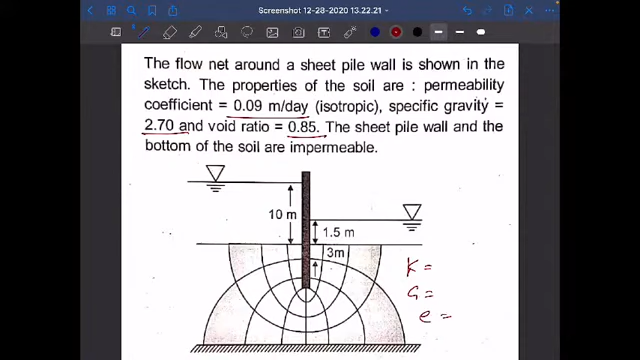 Screenshot 12-28-2020 13.22.21
The flow net around a sheet pile wall is shown in the
sketch. The properties of the soil are : permeability
coefficient = 0.09 m/day (isotropic), specific gravity =
2.70 and void ratio = 0.85. The sheet pile wall and the
bottom of the soil are impermeable.
10 m
1.5 m
3m
K =
G =
e =